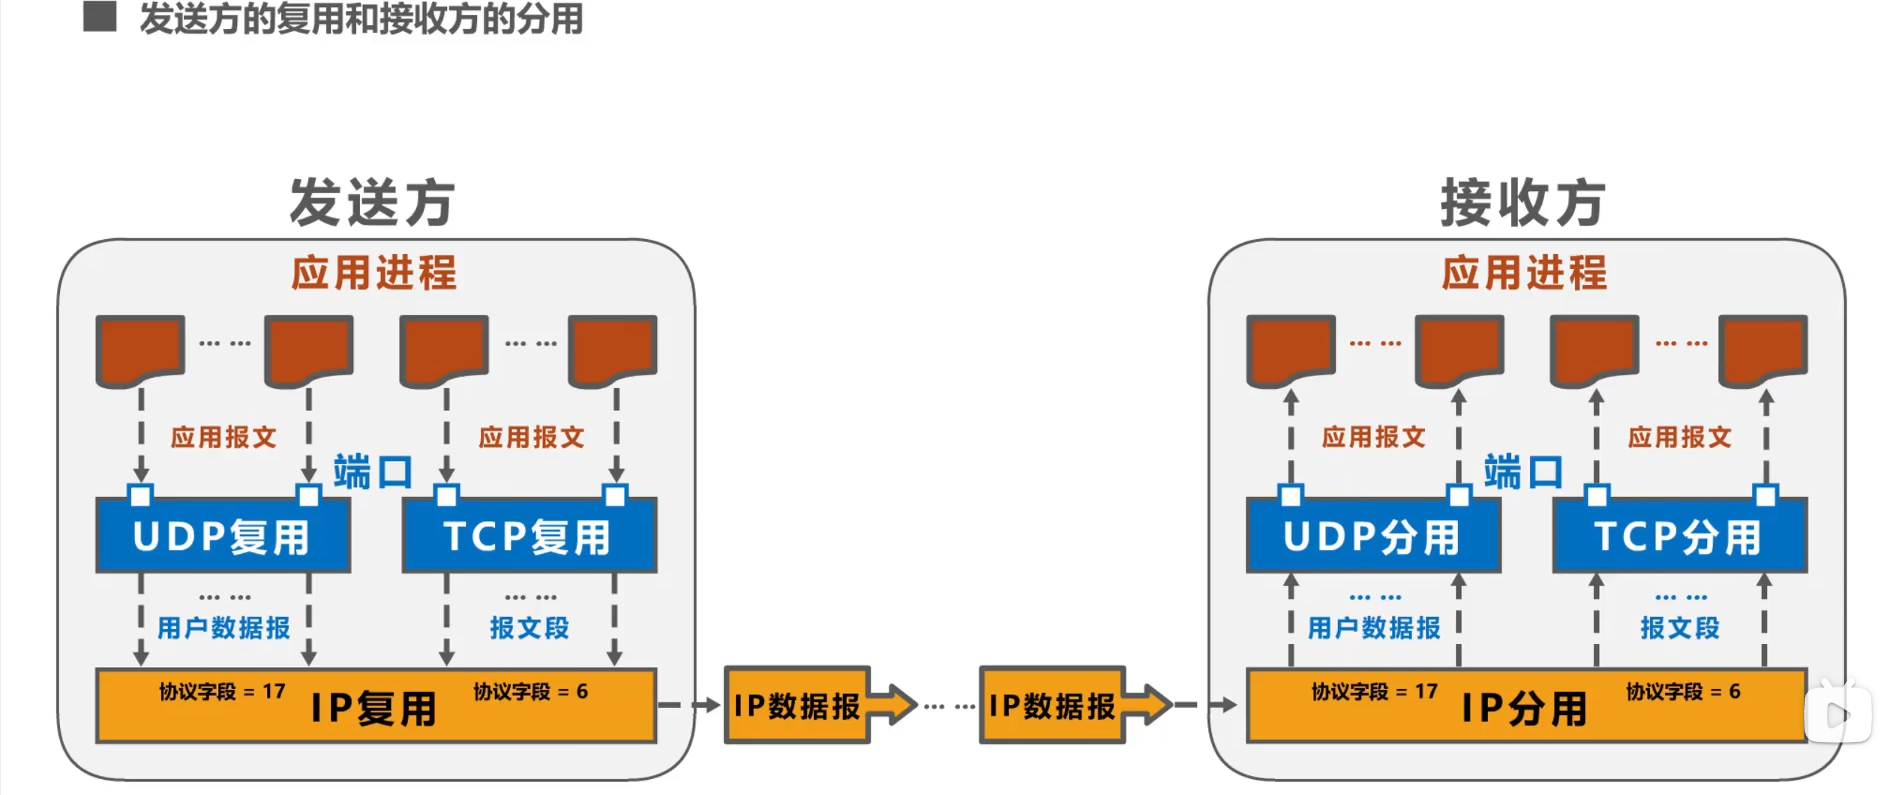 发送方的复用和接收方的分用
发送方
接收方
应用进程
应用进程
… …
… …
… …
… …
应用报文
应用报文
应用报文
应用报文
端口
端口
UDP复用
TCP复用
UDP分用
TCP分用
… …
… …
… …
… …
用户数据报
报文段
用户数据报
报文段
协议字段 = 17
IP复用
协议字段 = 6
IP数据报
… …
IP数据报
协议字段 = 17
IP分用
协议字段 = 6